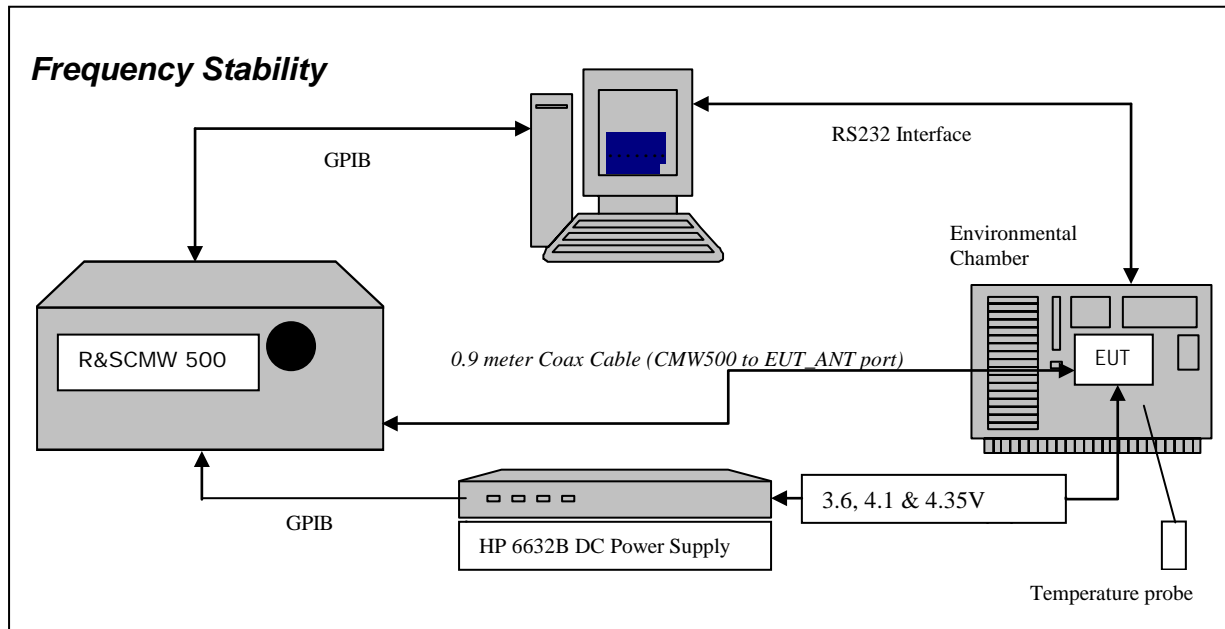 Frequency Stability
GPIB
RS232 Interface
Environmental
Chamber
R&SCMW 500
0.9 meter Coax Cable (CMW500 to EUT_ANT port)
EUT
3.6, 4.1 & 4.35V
GPIB
HP 6632B DC Power Supply
Temperature probe